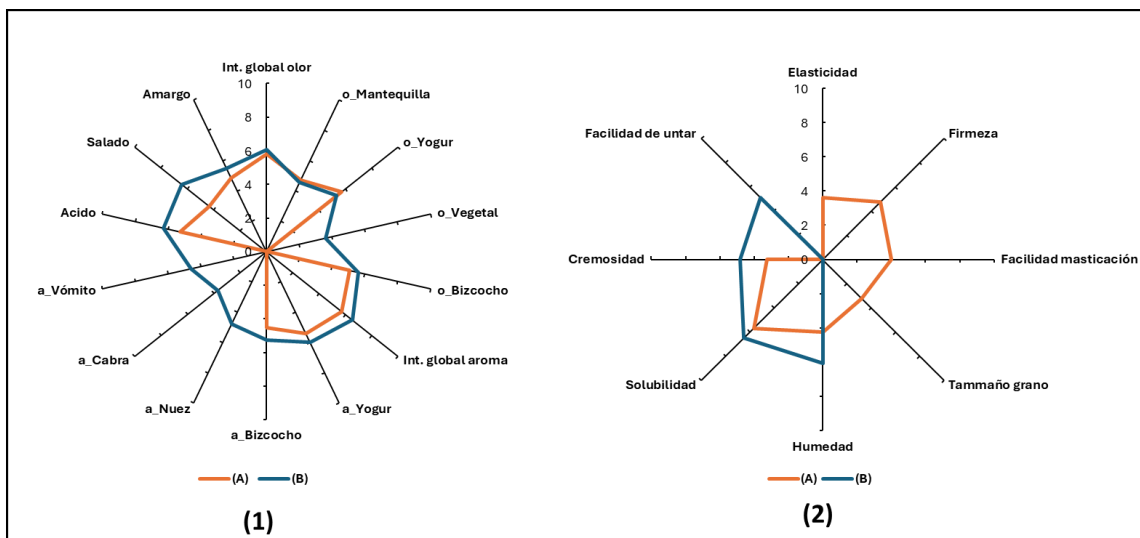 Int. global olor
o_Mantequilla
o_Yogur
o_Vegetal
o_Bizcocho
Int. global aroma
a_Yogur
a_Bizcocho
a_Nuez
a_Cabra
a_Vómito
Acido
Salado
Amargo
10
8
6
4
2
0
(A) (B)
(1)
Elasticidad
Firmeza
Facilidad masticación
Tammaño grano
Humedad
Solubilidad
Cremosidad
Facilidad de untar
10
8
6
4
2
0
(A) (B)
(2)